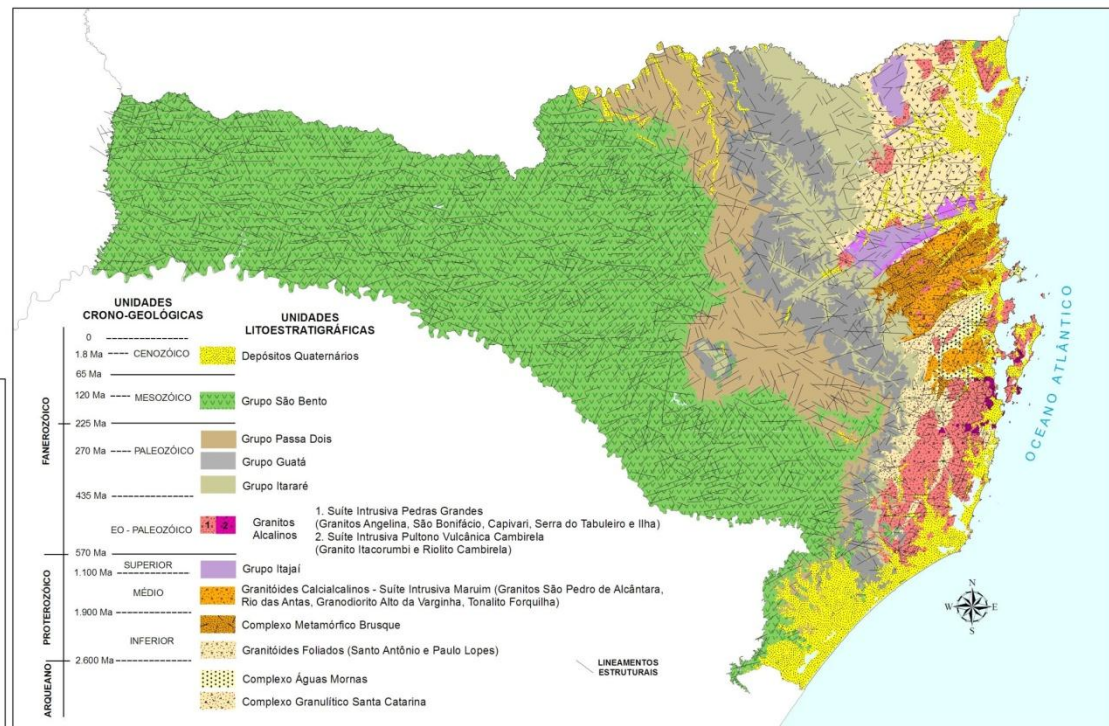 UNIDADES
CRONO-GEOLÓGICAS
UNIDADES
LITOESTRATIGRÁFICAS
0
1.8 Ma
CENOZÓICO
Depósitos Quaternários
65 Ma
120 Ma
MESOZÓICO
Grupo São Bento
225 Ma
FANEROZÓICO
Grupo Passa Dois
270 Ma
PALEOZÓICO
Grupo Guatá
Grupo Itararé
435 Ma
EO - PALEOZÓICO
1.
2
Granitos
Alcalinos
1. Suíte Intrusiva Pedras Grandes
(Granitos Angelina, São Bonifácio, Capivari, Serra do Tabuleiro e Ilha)
2. Suíte Intrusiva Pultono Vulcânica Cambirela
(Granito Itacorumbi e Riolito Cambirela)
570 Ma
SUPERIOR
Grupo Itajaí
1.100 Ma
PROTEROZÓICO
MÉDIO
Granitóides Calcialcalinos - Suíte Intrusiva Maruim (Granitos São Pedro de Alcântara,
Rio das Antas, Granodiorito Alto da Varginha, Tonalito Forquilha)
1.900 Ma
Complexo Metamórfico Brusque
INFERIOR
Granitóides Foliados (Santo Antônio e Paulo Lopes)
2.600 Ma
ARQUEANO
Complexo Águas Mornas
Complexo Granulítico Santa Catarina
LINEAMENTOS
ESTRUTURAIS
OCEANO ATLÂNTICO
N
W
E
S